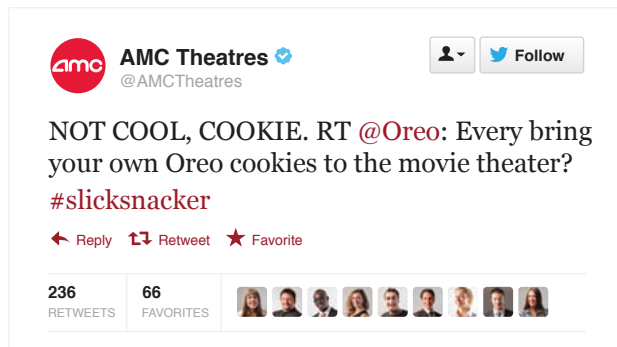 amc
AMC Theatres
@AMCTheatres
Follow
NOT COOL, COOKIE. RT @Oreo: Every bring
your own Oreo cookies to the movie theater?
#slicksnacker
Reply Retweet Favorite
236 66
RETWEETS FAVORITES